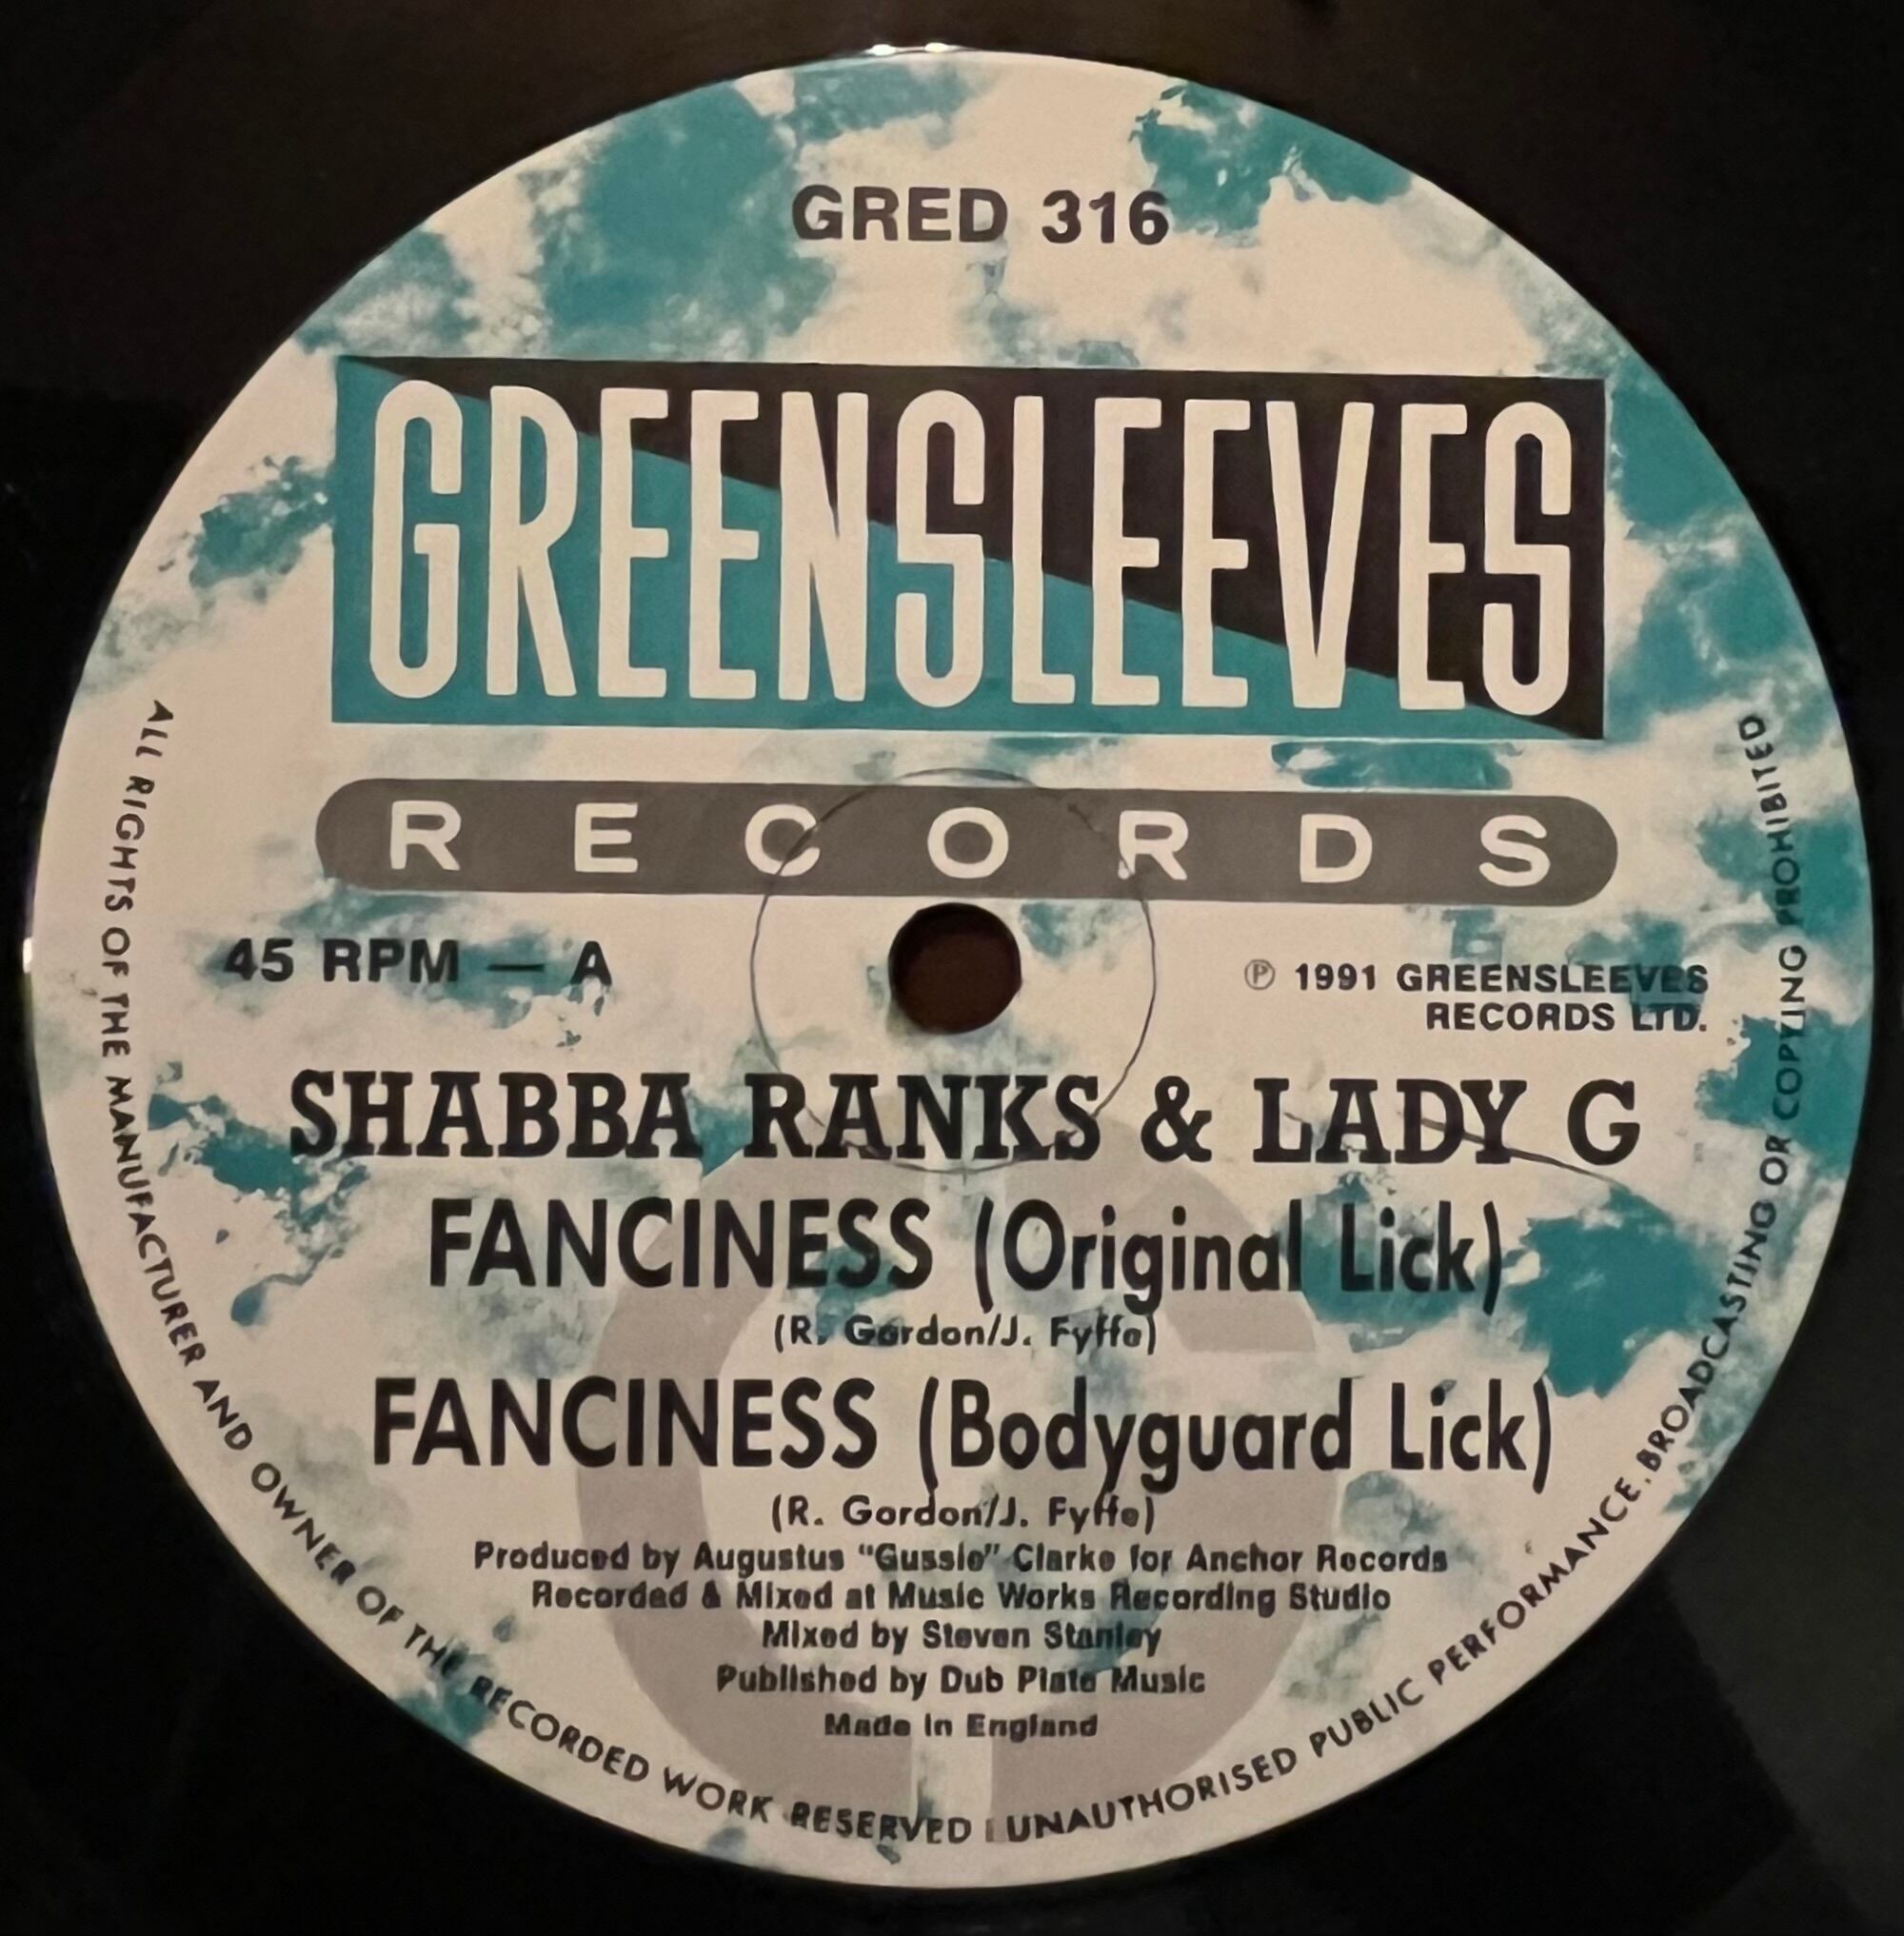 GRED 316
GREENSLEEVES
RECORDS
45 RPM — A
℗ 1991 GREENSLEEVES
RECORDS LTD.
SHABBA RANKS & LADY G
FANCINESS (Original Lick)
(R. Gordon/J. Fyffe)
FANCINESS (Bodyguard Lick)
(R. Gordon/J. Fyffe)
Produced by Augustus “Gussie” Clarke for Anchor Records
Recorded & Mixed at Music Works Recording Studio
Mixed by Steven Stanley
Published by Dub Plate Music
Made in England
ALL RIGHTS OF THE MANUFACTURER AND OWNER OF THE RECORDED WORK RESERVED UNAUTHORISED PUBLIC PERFORMANCE, BROADCASTING OR COPYING PROHIBITED